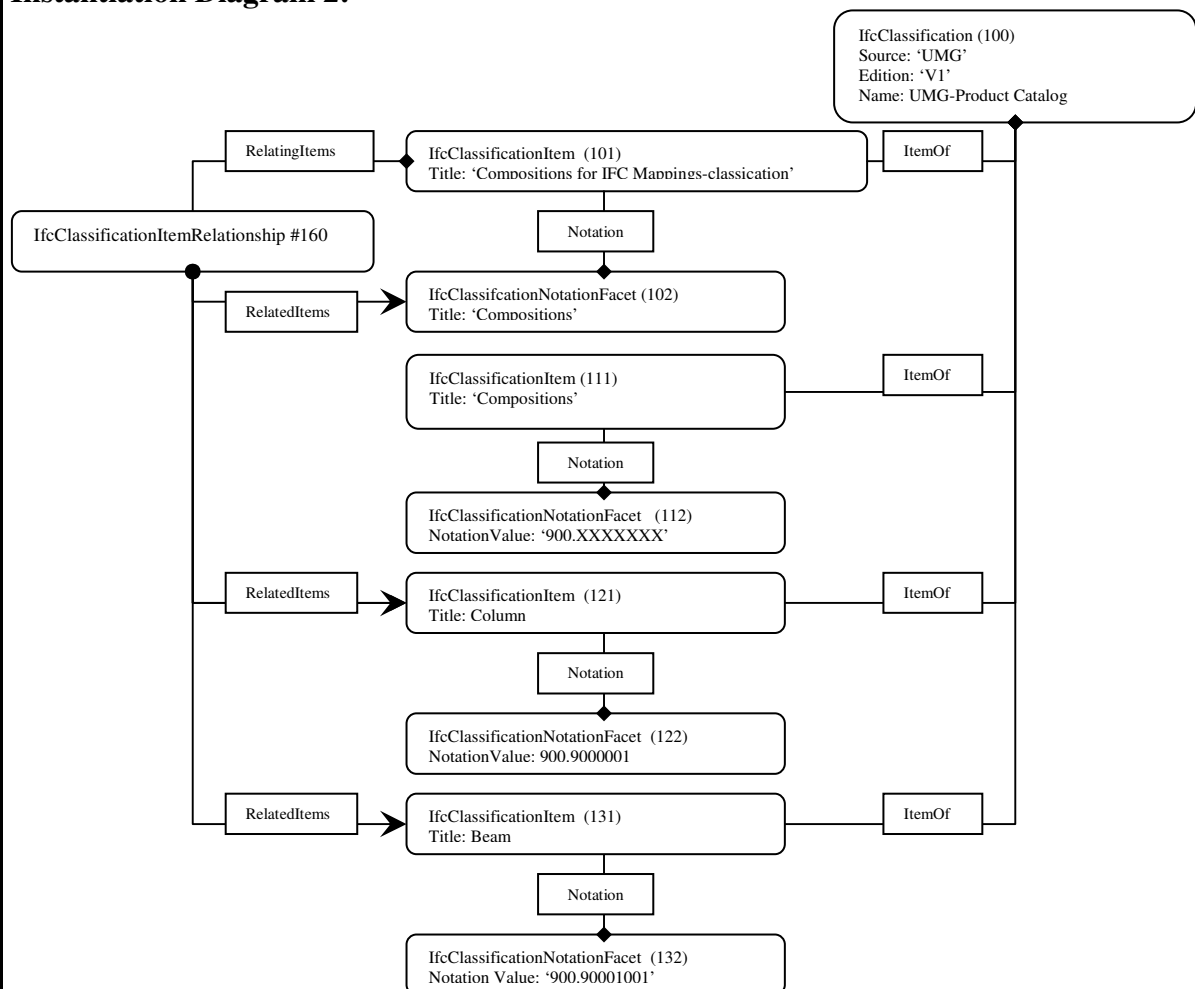 Instantiation Diagram 2:
IfcClassification (100)
Source: ‘UMG’
Edition: ‘V1’
Name: UMG-Product Catalog
RelatingItems
IfcClassificationItem (101)
Title: ‘Compositions for IFC Mappings-classication’
ItemOf
IfcClassificationItemRelationship #160
Notation
RelatedItems
IfcClassifcationNotationFacet (102)
Title: ‘Compositions’
IfcClassificationItem (111)
Title: ‘Compositions’
ItemOf
Notation
IfcClassificationNotationFacet (112)
NotationValue: ‘900.XXXXXXX’
RelatedItems
IfcClassificationItem (121)
Title: Column
ItemOf
Notation
IfcClassificationNotationFacet (122)
NotationValue: 900.9000001
RelatedItems
IfcClassificationItem (131)
Title: Beam
ItemOf
Notation
IfcClassificationNotationFacet (132)
Notation Value: ‘900.90001001’